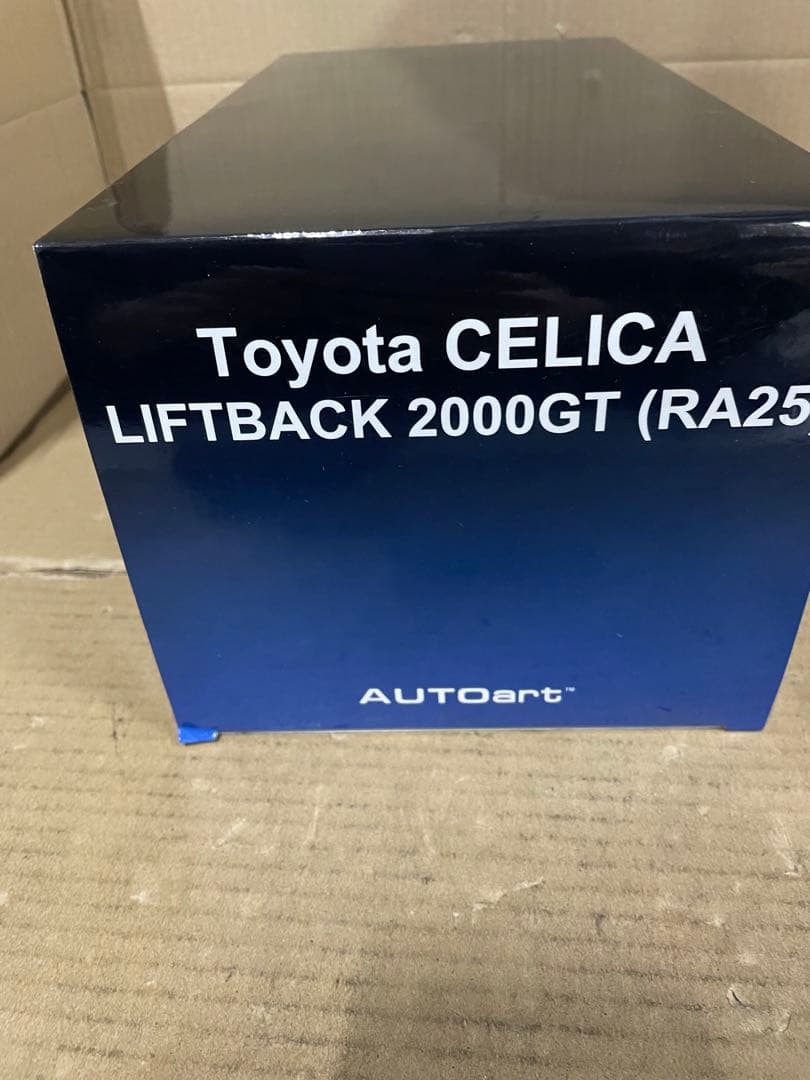 Toyota CELICA
LIFTBACK 2000GT (RA25)
AUTOart™